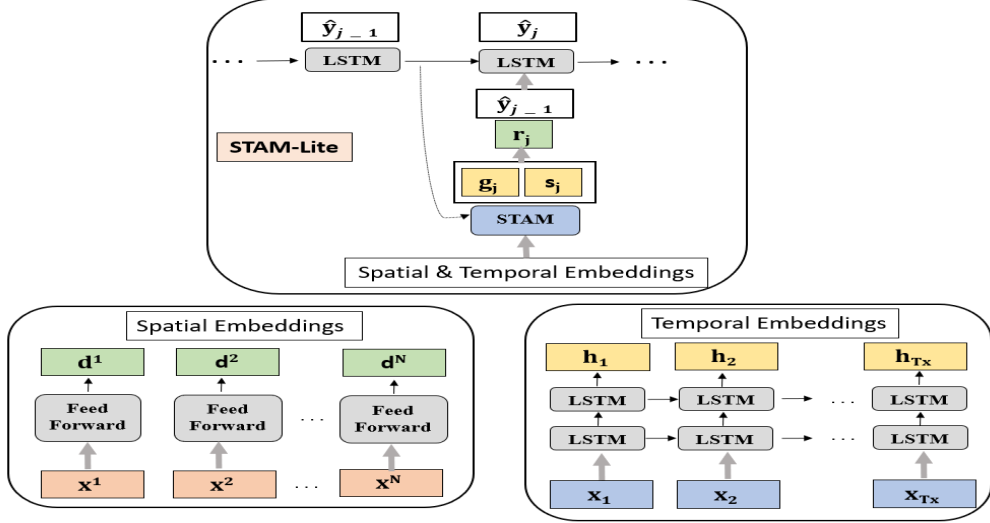 ŷⱼ₋₁ ŷⱼ
... LSTM LSTM ...
ŷⱼ₋₁
STAM-Lite
rⱼ
gⱼ sⱼ
STAM
Spatial & Temporal Embeddings
Spatial Embeddings
d¹ d² dᴺ
Feed Forward Feed Forward ... Feed Forward
x¹ x² ... xᴺ
Temporal Embeddings
h₁ h₂ h_Tx
LSTM LSTM ... LSTM
LSTM LSTM ... LSTM
x₁ x₂ x_Tx